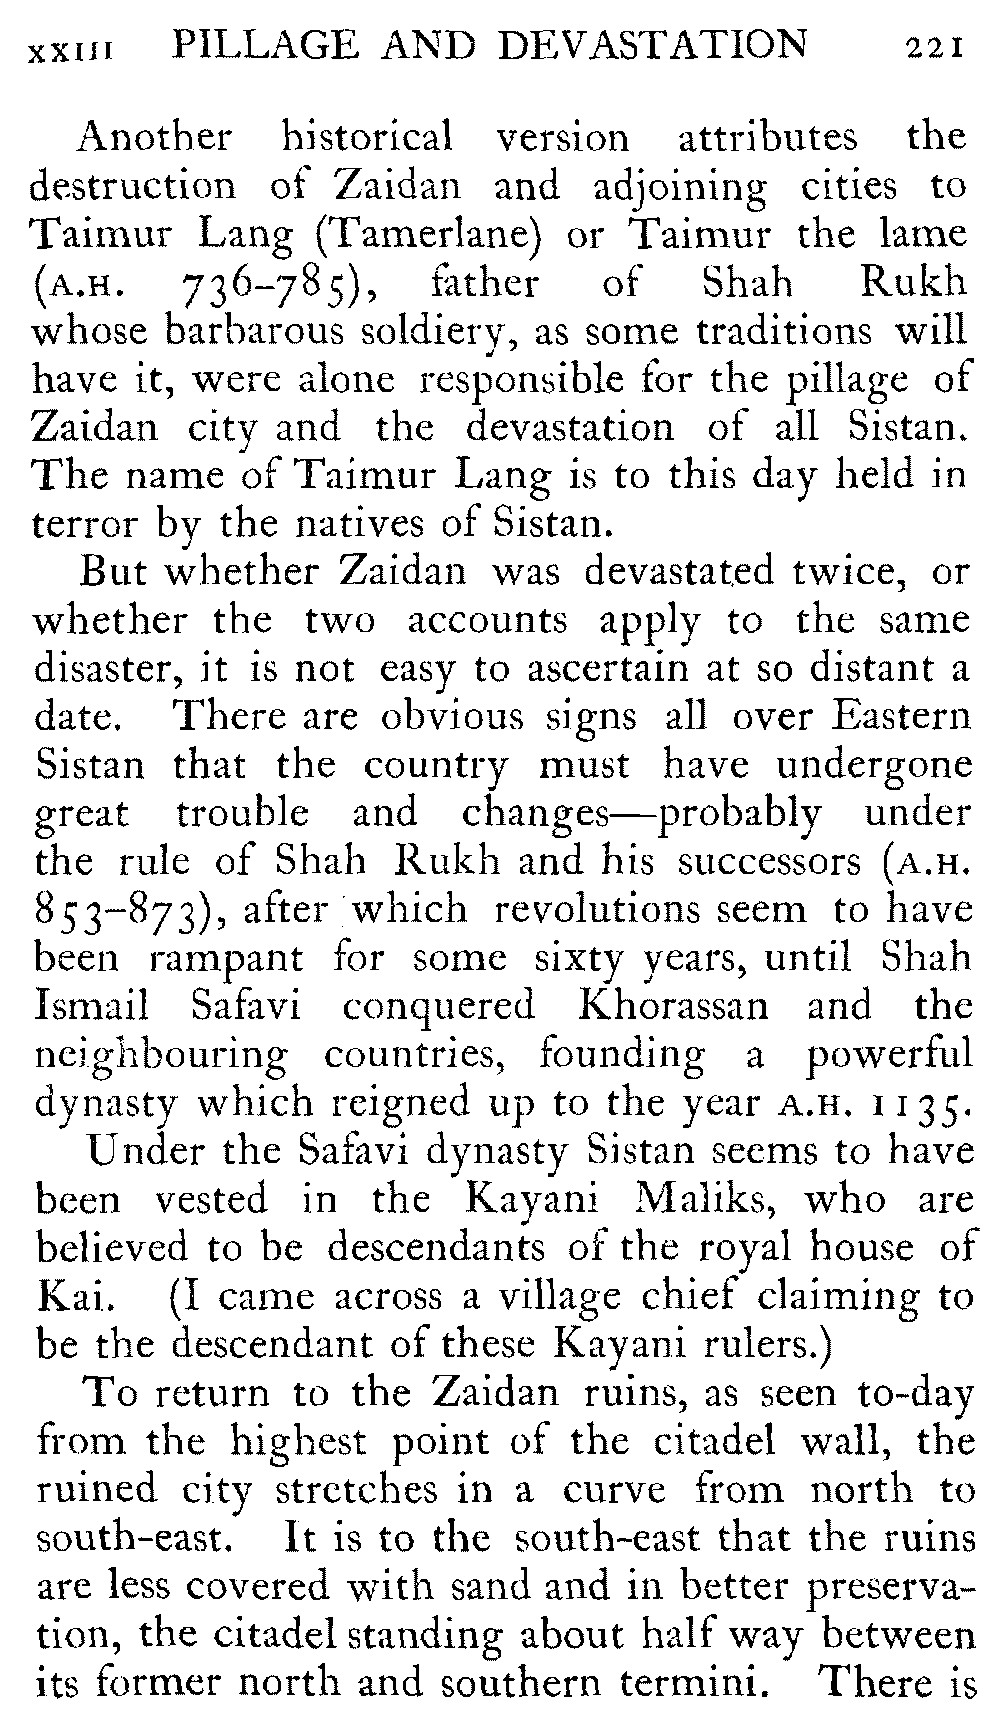 XXIII PILLAGE AND DEVASTATION 221
Another historical version attributes the
destruction of Zaidan and adjoining cities to
Taimur Lang (Tamerlane) or Taimur the lame
(A.H. 736–785), father of Shah Rukh
whose barbarous soldiery, as some traditions will
have it, were alone responsible for the pillage of
Zaidan city and the devastation of all Sistan.
The name of Taimur Lang is to this day held in
terror by the natives of Sistan.
But whether Zaidan was devastated twice, or
whether the two accounts apply to the same
disaster, it is not easy to ascertain at so distant a
date. There are obvious signs all over Eastern
Sistan that the country must have undergone
great trouble and changes—probably under
the rule of Shah Rukh and his successors (A.H.
853–873), after which revolutions seem to have
been rampant for some sixty years, until Shah
Ismail Safavi conquered Khorassan and the
neighbouring countries, founding a powerful
dynasty which reigned up to the year A.H. 1135.
Under the Safavi dynasty Sistan seems to have
been vested in the Kayani Maliks, who are
believed to be descendants of the royal house of
Kai. (I came across a village chief claiming to
be the descendant of these Kayani rulers.)
To return to the Zaidan ruins, as seen to-day
from the highest point of the citadel wall, the
ruined city stretches in a curve from north to
south-east. It is to the south-east that the ruins
are less covered with sand and in better preserva-
tion, the citadel standing about half way between
its former north and southern termini. There is